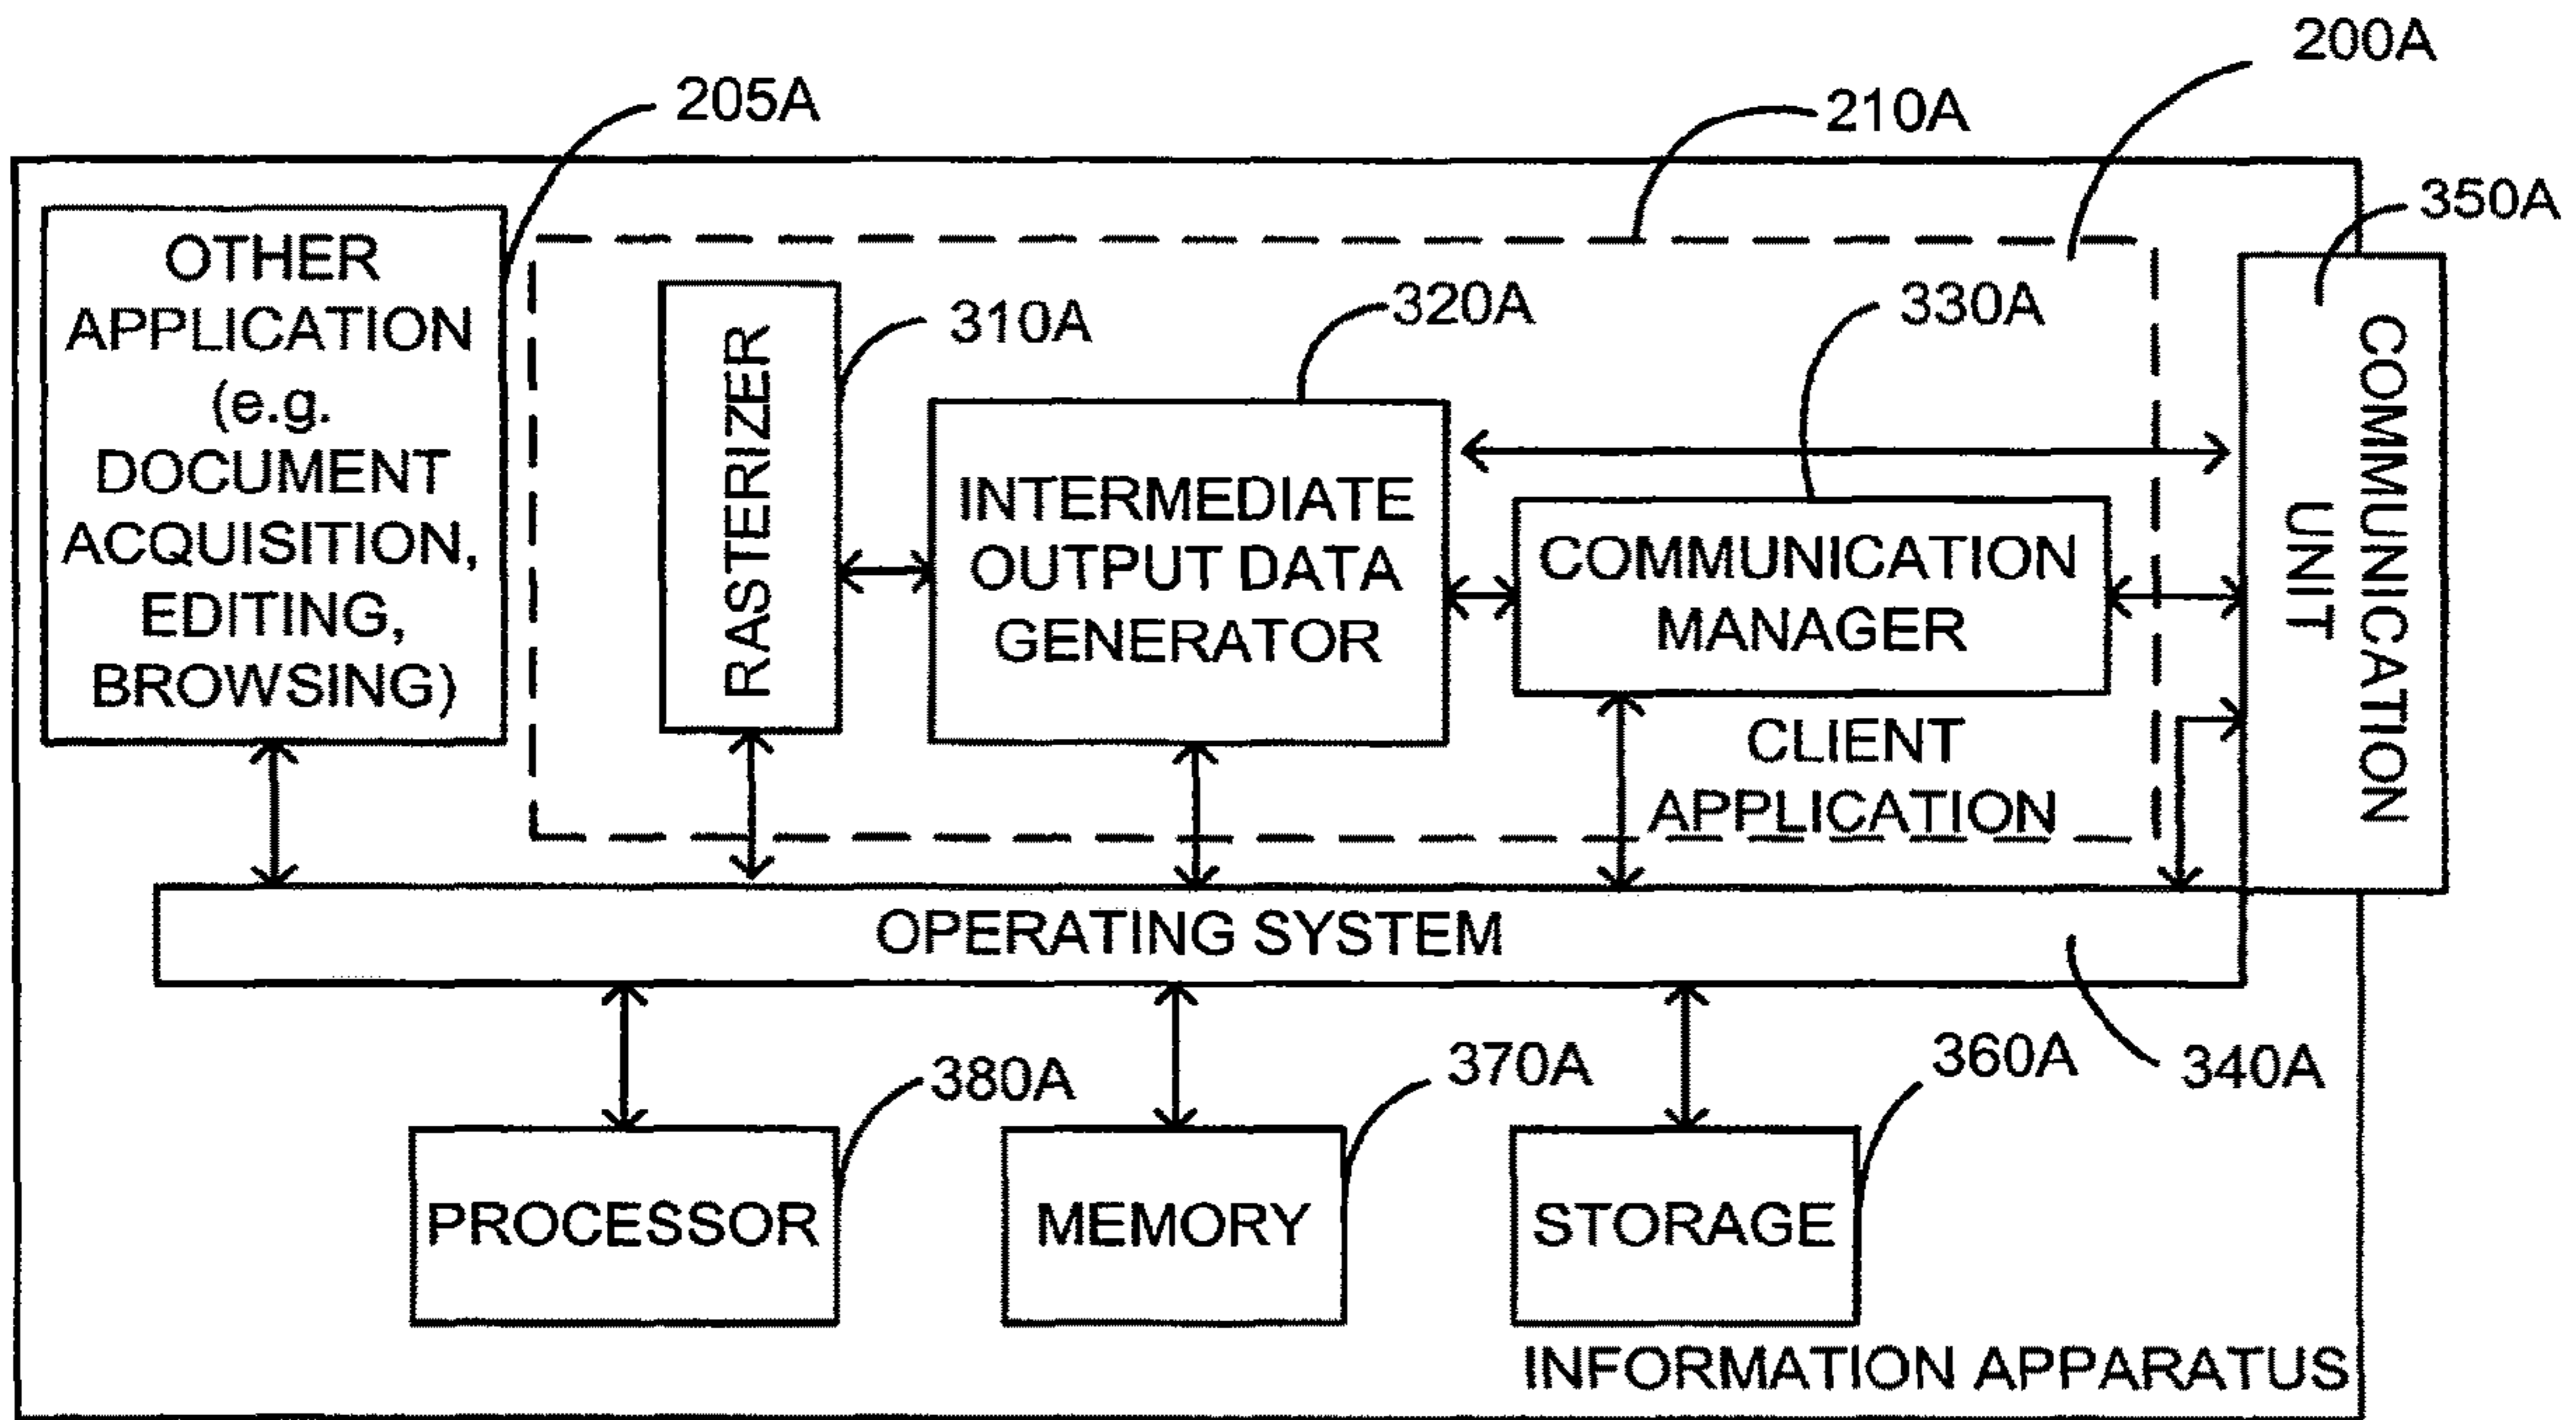 200A
205A
210A
350A
OTHER
APPLICATION
(e.g.
DOCUMENT
ACQUISITION,
EDITING,
BROWSING)
RASTERIZER
310A
320A
330A
INTERMEDIATE
OUTPUT DATA
GENERATOR
COMMUNICATION
MANAGER
CLIENT
APPLICATION
COMMUNICATION
UNIT
OPERATING SYSTEM
340A
380A
370A
360A
PROCESSOR
MEMORY
STORAGE
INFORMATION APPARATUS